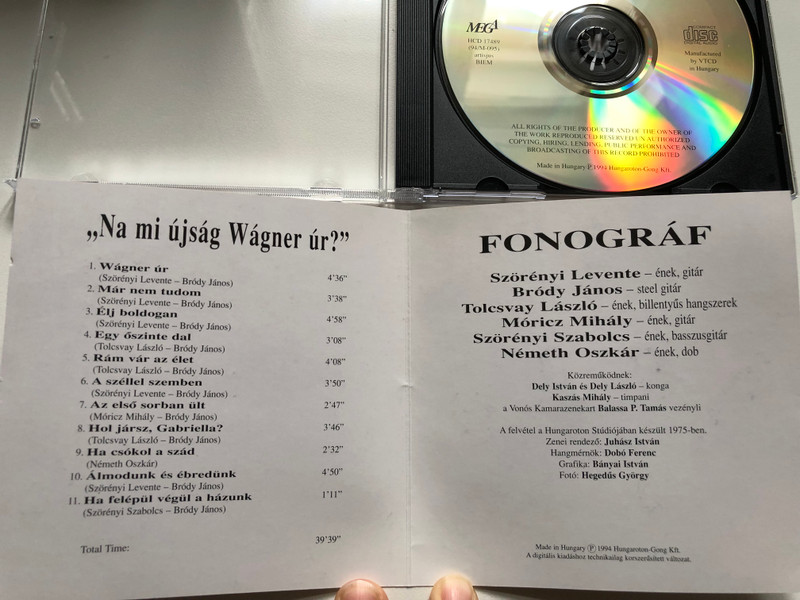 MEGA
HCD 17489
(94/M-095)
artisjus
BIEM
COMPACT
disc
DIGITAL AUDIO
Manufactured
by VTCD
in Hungary
ALL RIGHTS OF THE PRODUCER AND OF THE OWNER OF
THE WORK REPRODUCED RESERVED UNAUTHORIZED
COPYING, HIRING, LENDING, PUBLIC PERFORMANCE AND
BROADCASTING OF THIS RECORD PROHIBITED
Made in Hungary Ⓟ 1994 Hungaroton-Gong Kft.
„Na mi újság Wágner úr?”
1. Wágner úr 4’36”
(Szörényi Levente – Bródy János)
2. Már nem tudom 3’38”
(Szörényi Levente – Bródy János)
3. Élj boldogan 4’58”
(Szörényi Levente – Bródy János)
4. Egy őszinte dal 3’08”
(Tolcsvay László – Bródy János)
5. Rám vár az élet 4’08”
(Tolcsvay László – Bródy János)
6. A széllel szemben 3’50”
(Szörényi Levente – Bródy János)
7. Az első sorban ült 2’47”
(Móricz Mihály – Bródy János)
8. Hol jársz, Gabriella? 3’46”
(Tolcsvay László – Bródy János)
9. Ha csókol a szád 2’32”
(Németh Oszkár)
10. Álmodunk és ébredünk 4’50”
(Szörényi Levente – Bródy János)
11. Ha felépül végül a házunk 1’11”
(Szörényi Szabolcs – Bródy János)
Total Time: 39’39”
FONOGRÁF
Szörényi Levente – ének, gitár
Bródy János – steel gitár
Tolcsvay László – ének, billentyűs hangszerek
Móricz Mihály – ének, gitár
Szörényi Szabolcs – ének, basszusgitár
Németh Oszkár – ének, dob
Közreműködnek:
Dely István és Dely László – konga
Kaszás Mihály – timpani
a Vonós Kamarazenekart Balassa P. Tamás vezényli
A felvétel a Hungaroton Stúdiójában készült 1975-ben.
Zenei rendező: Juhász István
Hangmérnök: Dobó Ferenc
Grafika: Bányai István
Fotó: Hegedűs György
Made in Hungary Ⓟ 1994 Hungaroton-Gong Kft.
A digitális kiadáshoz technikailag korszerűsített változat.